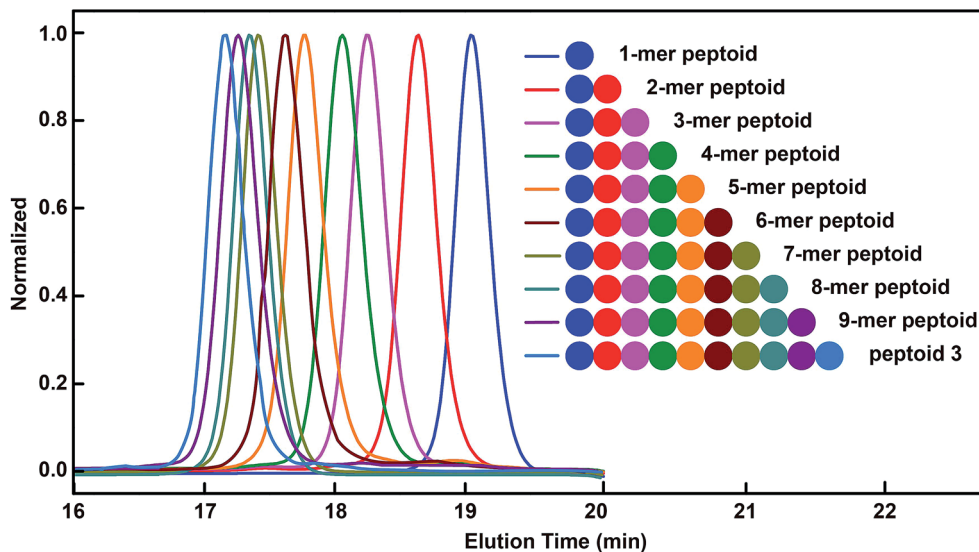 1.0
0.8
0.6
0.4
0.2
0.0
Normalized
1-mer peptoid
2-mer peptoid
3-mer peptoid
4-mer peptoid
5-mer peptoid
6-mer peptoid
7-mer peptoid
8-mer peptoid
9-mer peptoid
peptoid 3
16 17 18 19 20 21 22
Elution Time (min)